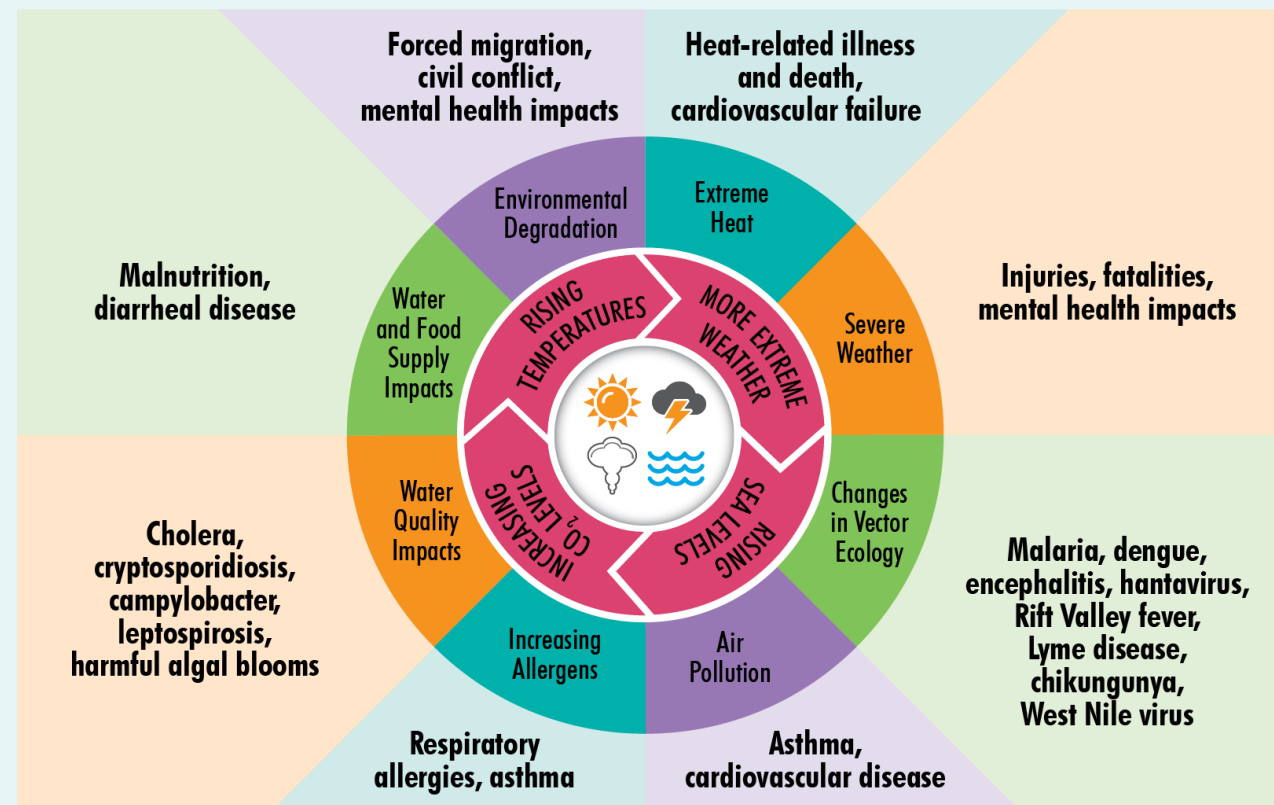 Forced migration,
civil conflict,
mental health impacts
Heat-related illness
and death,
cardiovascular failure
Environmental
Degradation
Extreme
Heat
Malnutrition,
diarrheal disease
Water
and Food
Supply
Impacts
RISING
TEMPERATURES
MORE EXTREME
WEATHER
Severe
Weather
Injuries, fatalities,
mental health impacts
Cholera,
cryptosporidiosis,
campylobacter,
leptospirosis,
harmful algal blooms
Water
Quality
Impacts
INCREASING
CO₂ LEVELS
RISING
SEA LEVELS
Changes
in Vector
Ecology
Malaria, dengue,
encephalitis, hantavirus,
Rift Valley fever,
Lyme disease,
chikungunya,
West Nile virus
Increasing
Allergens
Air
Pollution
Respiratory
allergies, asthma
Asthma,
cardiovascular disease